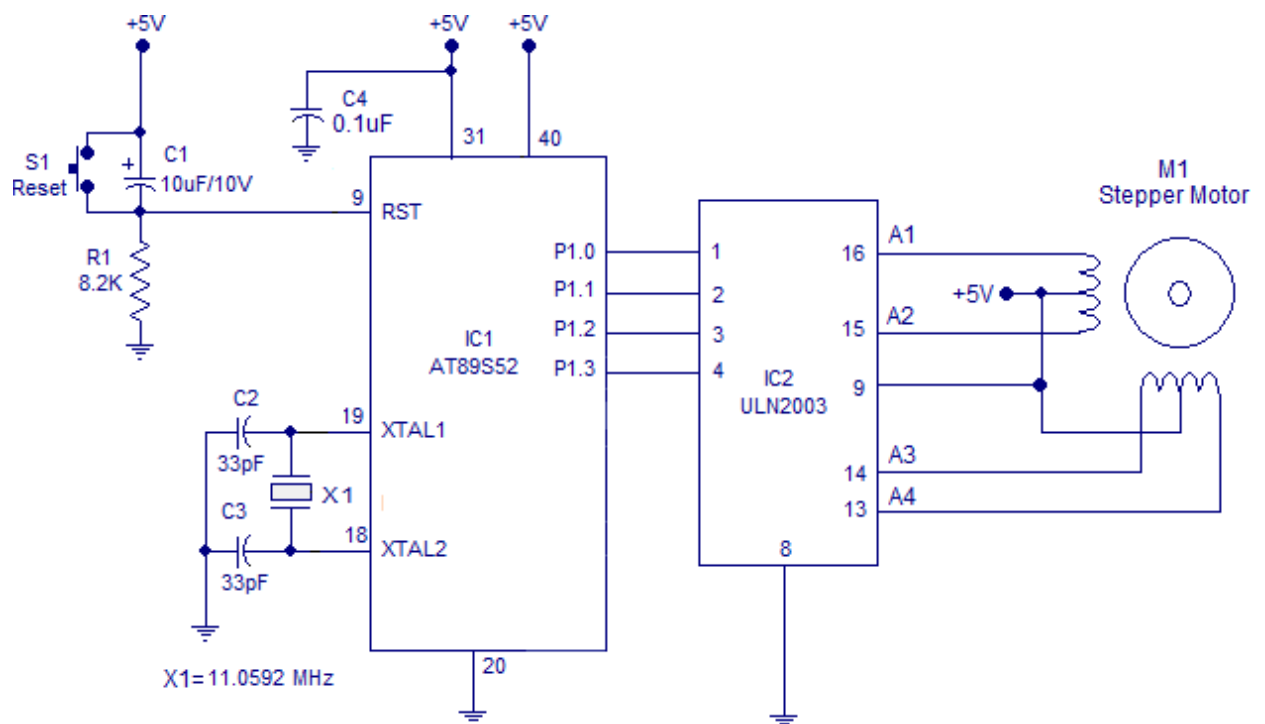 +5V
+5V
+5V
C4
0.1uF
31
40
S1
Reset
C1
+
10uF/10V
9
RST
R1
8.2K
M1
Stepper Motor
P1.0
1
16
A1
P1.1
2
+5V
P1.2
3
15
A2
IC1
AT89S52
P1.3
4
IC2
ULN2003
9
C2
33pF
19
XTAL1
X1
14
A3
13
A4
C3
33pF
18
XTAL2
8
20
X1=11.0592 MHz